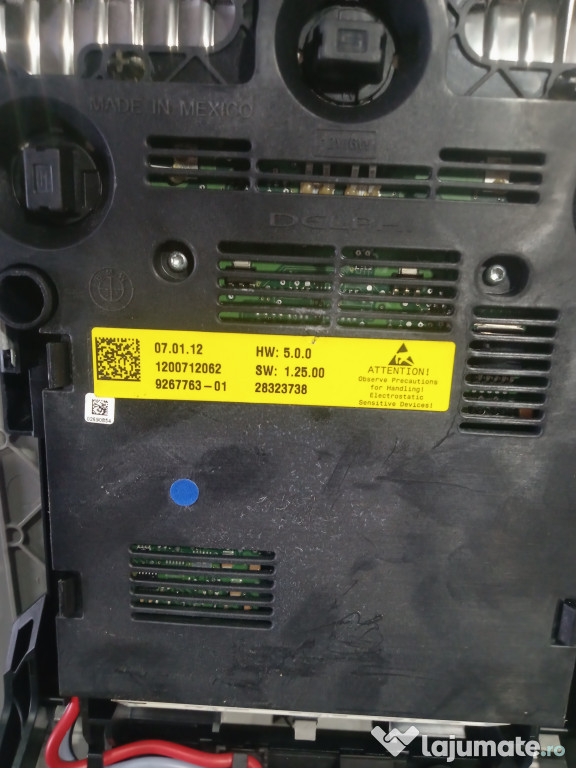 MADE IN MEXICO
DELPHI
07.01.12
1200712062
9267763-01
HW: 5.0.0
SW: 1.25.00
28323738
ATTENTION!
Observe Precautions
for Handling!
Electrostatic
Sensitive Devices!
lajumate.ro